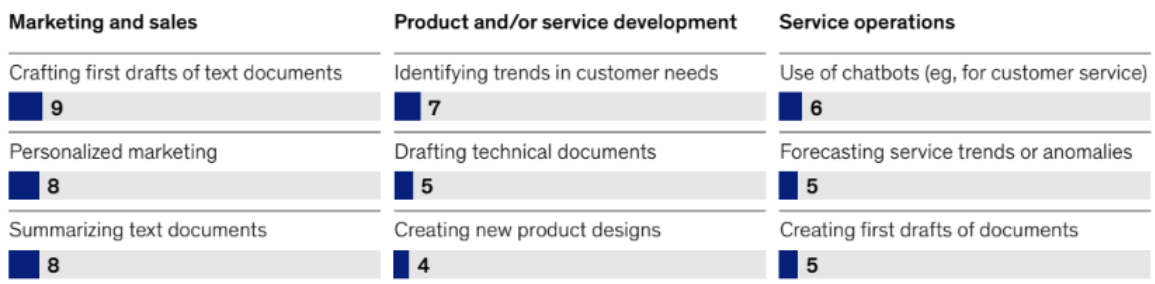 Marketing and sales
Crafting first drafts of text documents
9
Personalized marketing
8
Summarizing text documents
8
Product and/or service development
Identifying trends in customer needs
7
Drafting technical documents
5
Creating new product designs
4
Service operations
Use of chatbots (eg, for customer service)
6
Forecasting service trends or anomalies
5
Creating first drafts of documents
5